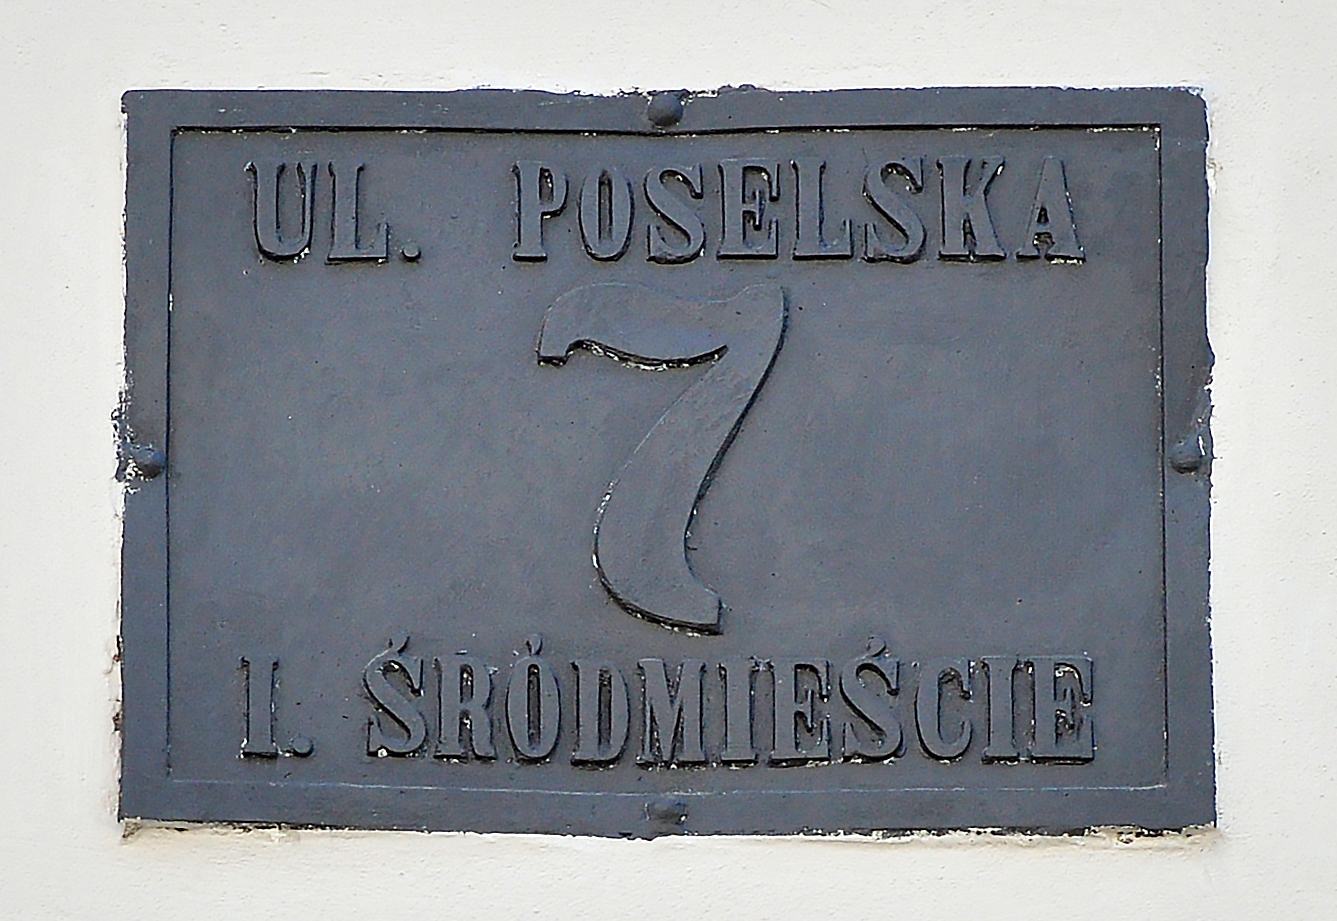 UL. POSELSKA
7
I. ŚRÓDMIEŚCIE